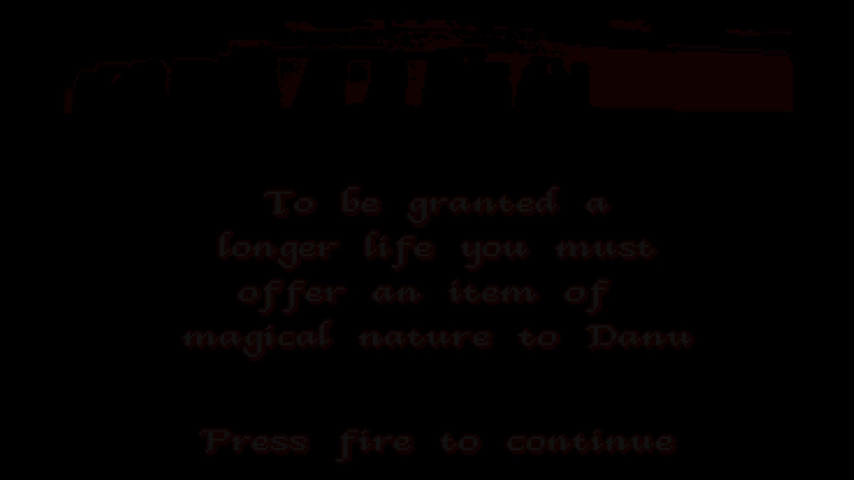 To be granted a
longer life you must
offer an item of
magical nature to Danu
Press fire to continue